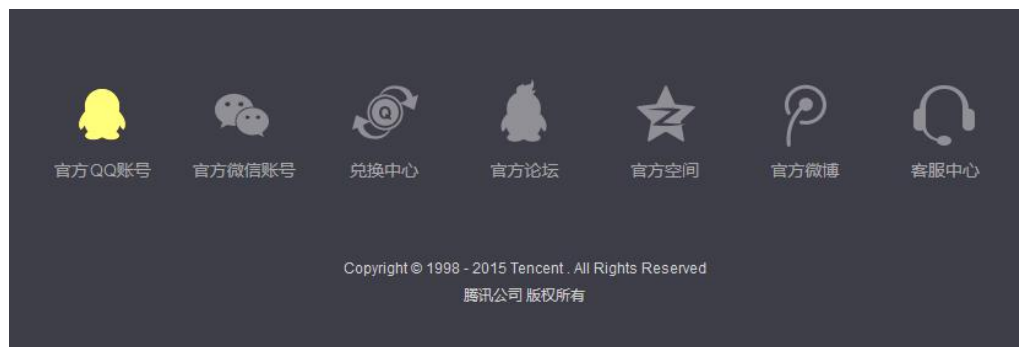 官方QQ账号 官方微信账号 兑换中心 官方论坛 官方空间 官方微博 客服中心
Copyright © 1998 - 2015 Tencent . All Rights Reserved
腾讯公司 版权所有